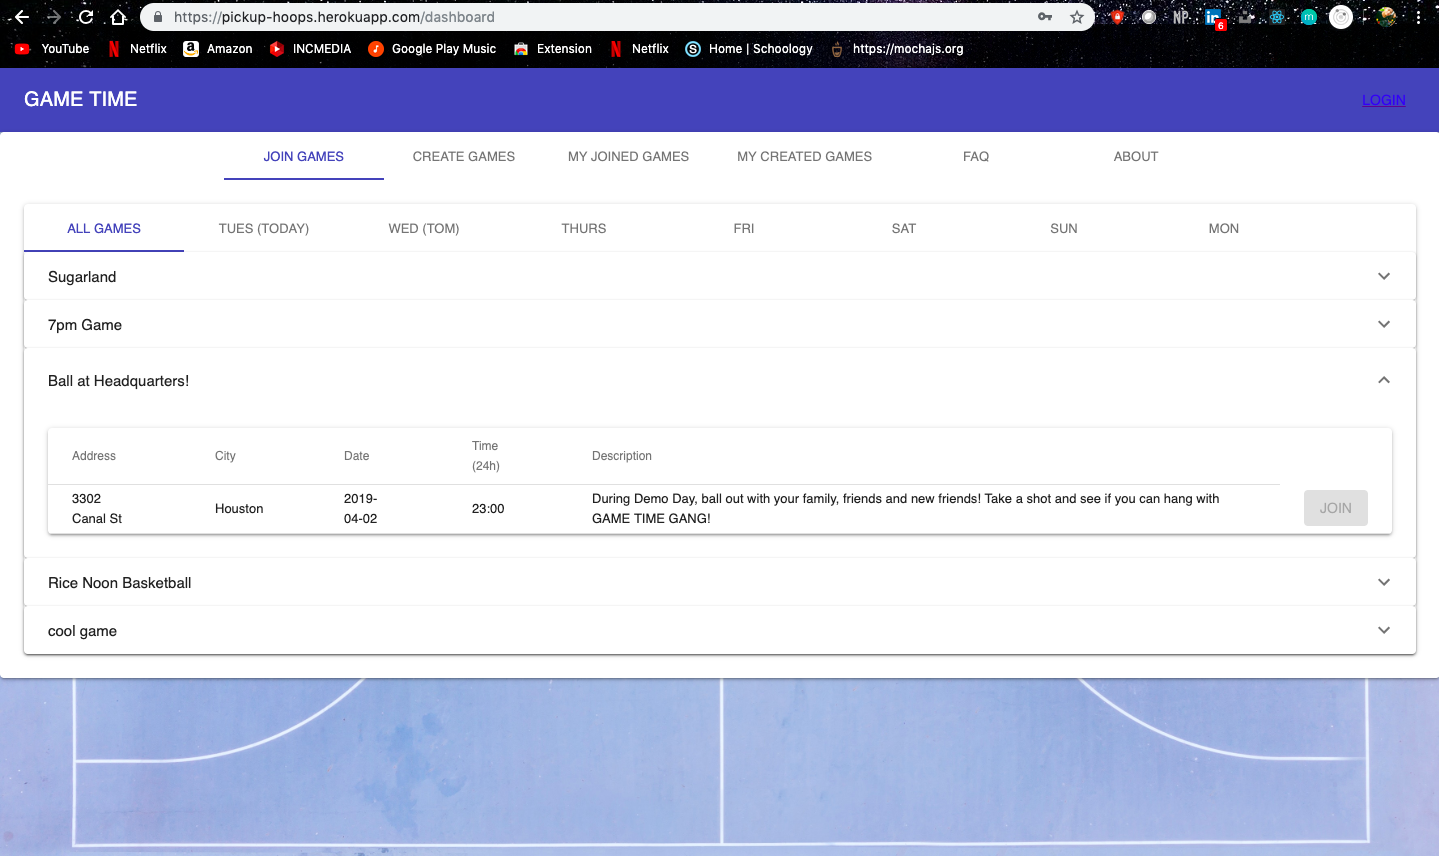 https://pickup-hoops.herokuapp.com/dashboard
NP
in
6
m
YouTube Netflix Amazon INCMEDIA Google Play Music Extension Netflix Home | Schoology https://mochajs.org
GAME TIME LOGIN
JOIN GAMES CREATE GAMES MY JOINED GAMES MY CREATED GAMES FAQ ABOUT
ALL GAMES TUES (TODAY) WED (TOM) THURS FRI SAT SUN MON
Sugarland
7pm Game
Ball at Headquarters!
Address City Date Time (24h) Description
3302 Canal St Houston 2019-04-02 23:00 During Demo Day, ball out with your family, friends and new friends! Take a shot and see if you can hang with
GAME TIME GANG!
JOIN
Rice Noon Basketball
cool game